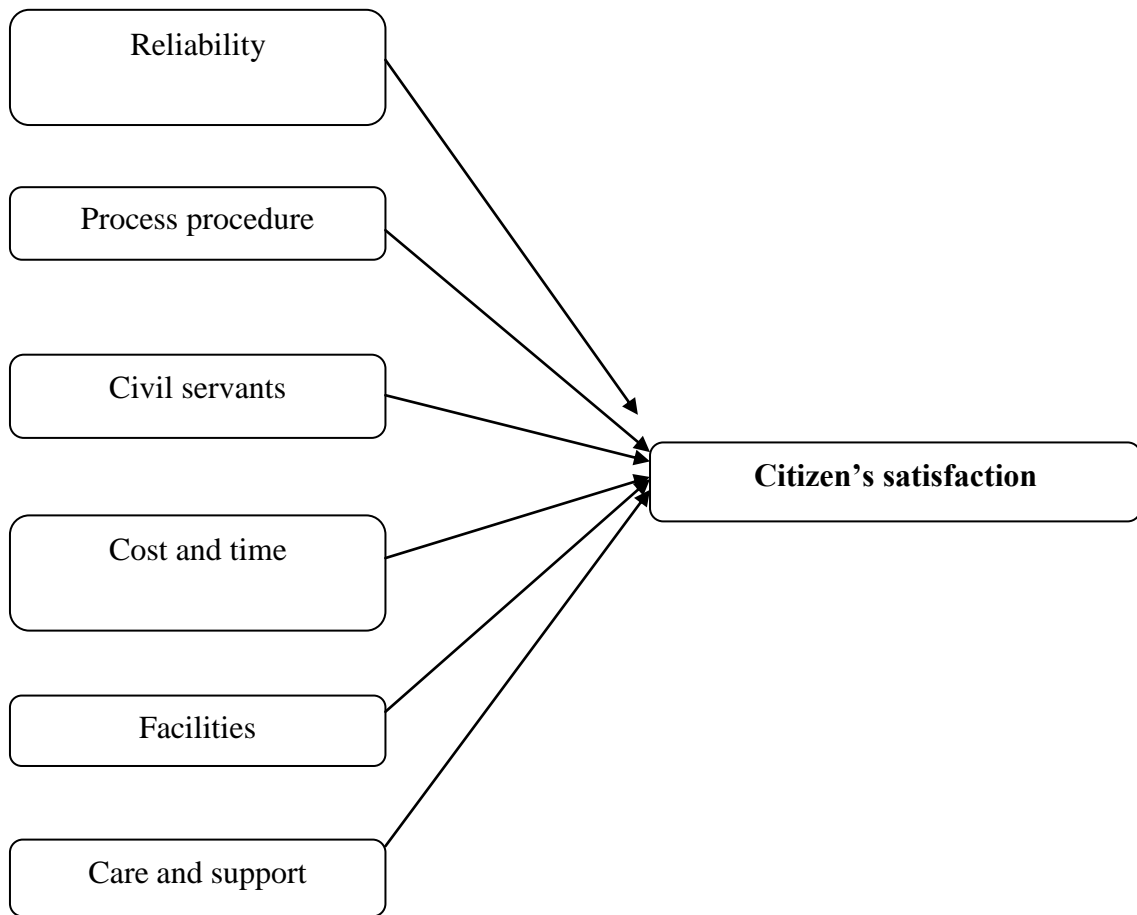 Reliability
Process procedure
Civil servants
Citizen’s satisfaction
Cost and time
Facilities
Care and support